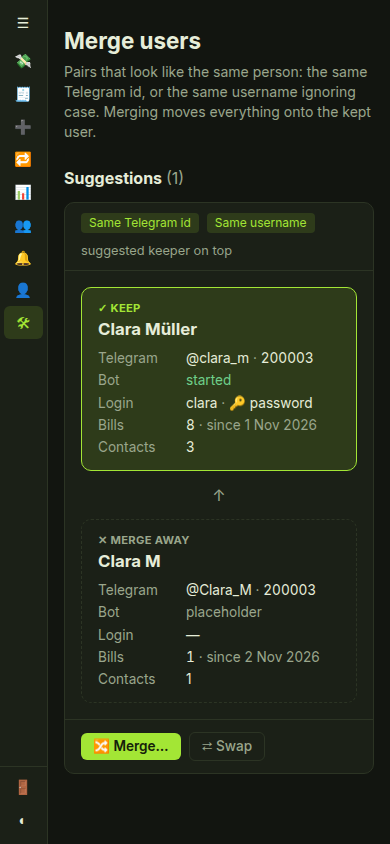 Merge users
Pairs that look like the same person: the same
Telegram id, or the same username ignoring
case. Merging moves everything onto the kept
user.
Suggestions (1)
Same Telegram id Same username
suggested keeper on top
✓ KEEP
Clara Müller
Telegram @clara_m · 200003
Bot started
Login clara · 🔑 password
Bills 8 · since 1 Nov 2026
Contacts 3
↑
✕ MERGE AWAY
Clara M
Telegram @Clara_M · 200003
Bot placeholder
Login —
Bills 1 · since 2 Nov 2026
Contacts 1
🔀 Merge... ⇄ Swap